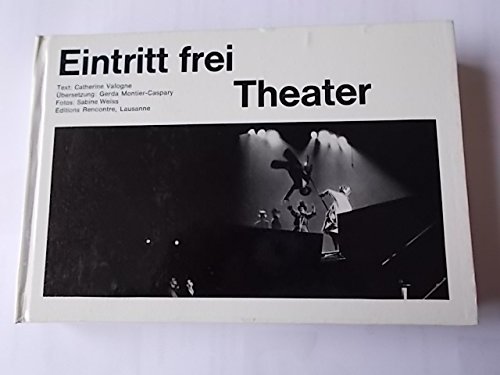 Eintritt frei
Text: Catherine Valogne
Übersetzung: Gerda Montier-Caspary
Fotos: Sabine Weiss
Editions Rencontre, Lausanne
Theater